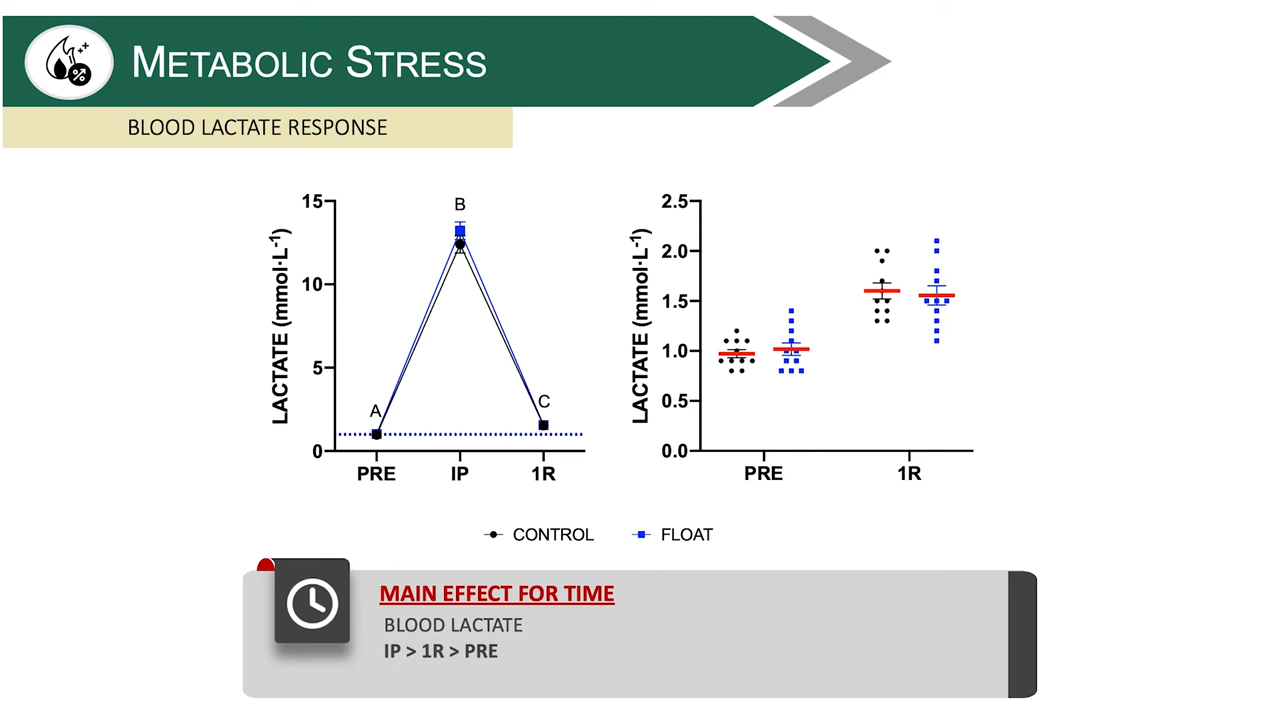 METABOLIC STRESS
BLOOD LACTATE RESPONSE
LACTATE (mmol·L-1)
15
10
5
0
A
B
C
PRE
IP
1R
LACTATE (mmol·L-1)
2.5
2.0
1.5
1.0
0.5
0.0
PRE
1R
CONTROL
FLOAT
MAIN EFFECT FOR TIME
BLOOD LACTATE
IP > 1R > PRE